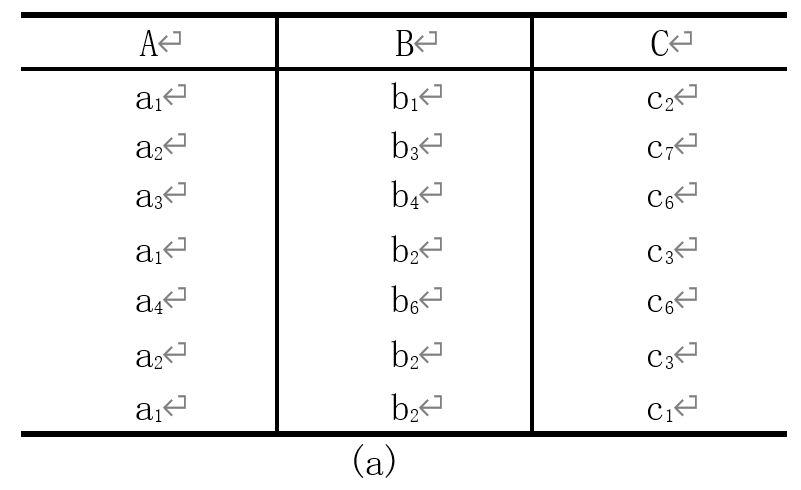 A↵ B↵ C↵
a₁↵ b₁↵ c₂↵
a₂↵ b₃↵ c₇↵
a₃↵ b₄↵ c₆↵
a₁↵ b₂↵ c₃↵
a₄↵ b₆↵ c₆↵
a₂↵ b₂↵ c₃↵
a₁↵ b₂↵ c₁↵
(a)